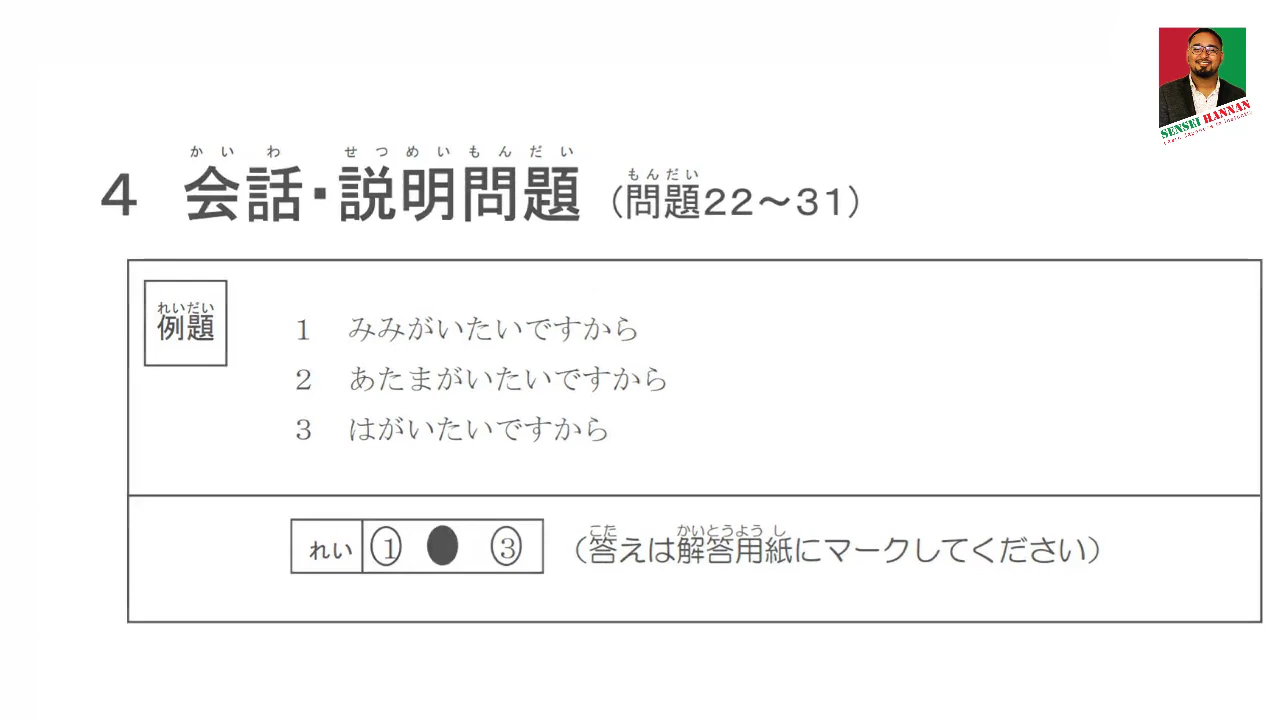 かいわ せつめいもんだい もんだい
4 会話・説明問題 (問題22～31)
れいだい
例題
1 みみがいたいですから
2 あたまがいたいですから
3 はがいたいですから
こた かいとうようし
れい ① ● ③ (答えは解答用紙にマークしてください)
SENSEI HANNAN